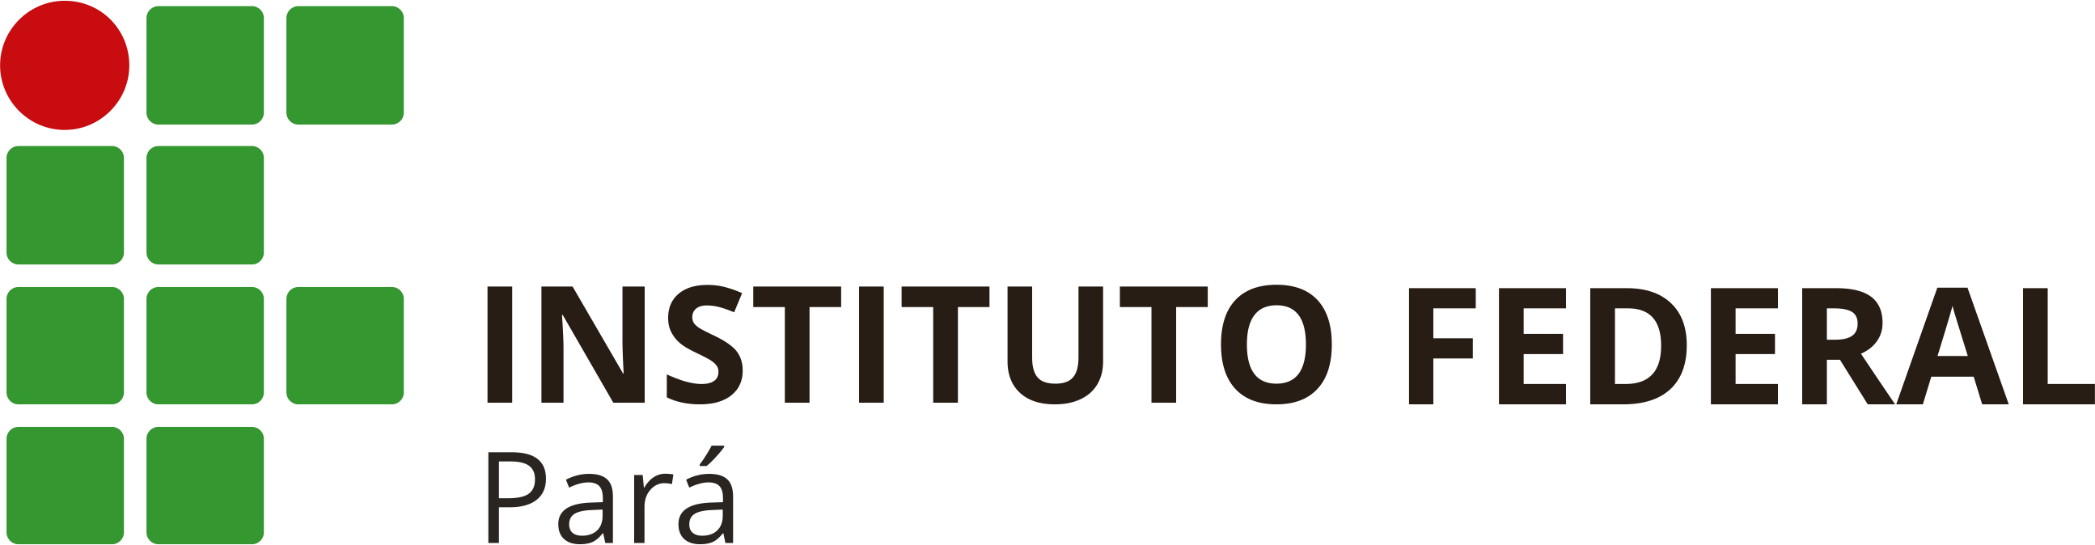 INSTITUTO FEDERAL
Pará